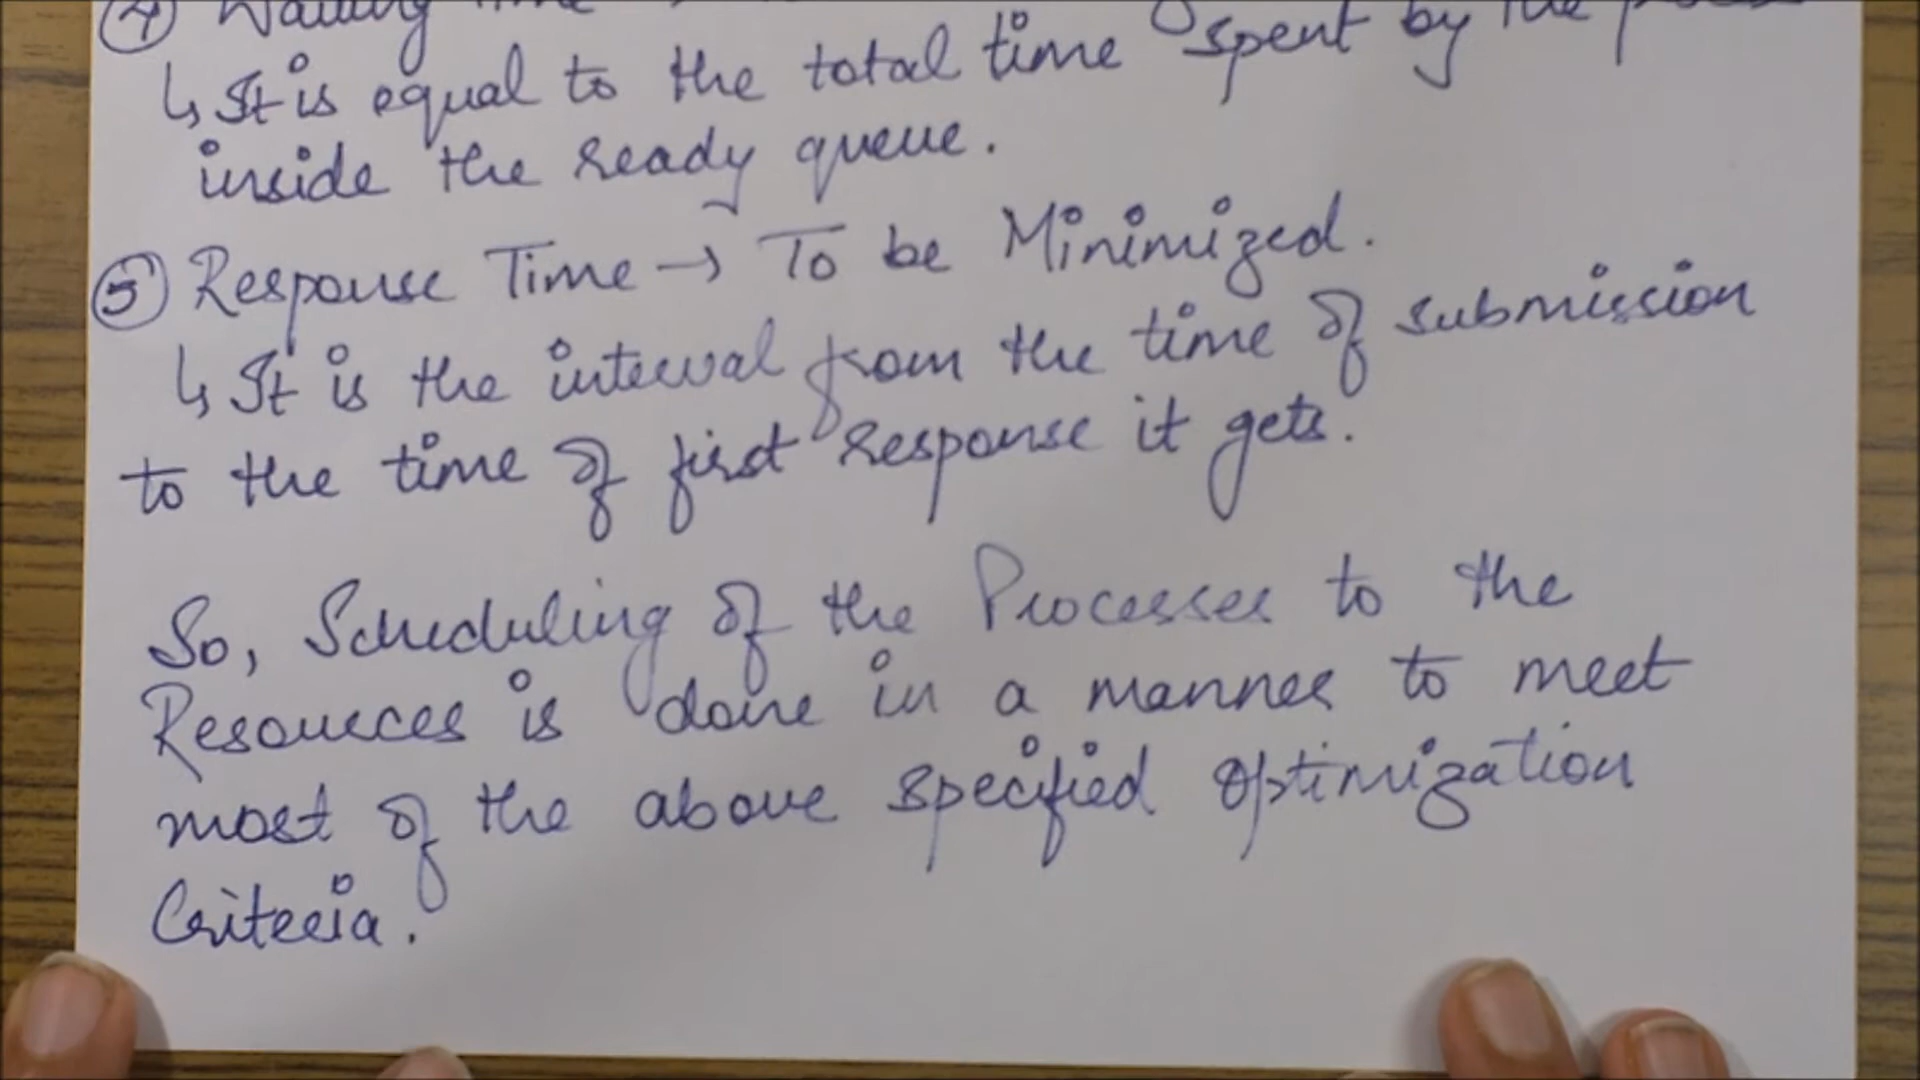 ④ Waiting Time
↳ It is equal to the total time spent by the
inside the ready queue.
⑤ Response Time → To be Minimized.
↳ It is the interval from the time of submission
to the time of first response it gets.
So, Scheduling of the Processes to the
Resources is done in a manner to meet
most of the above specified optimization
Criteria.